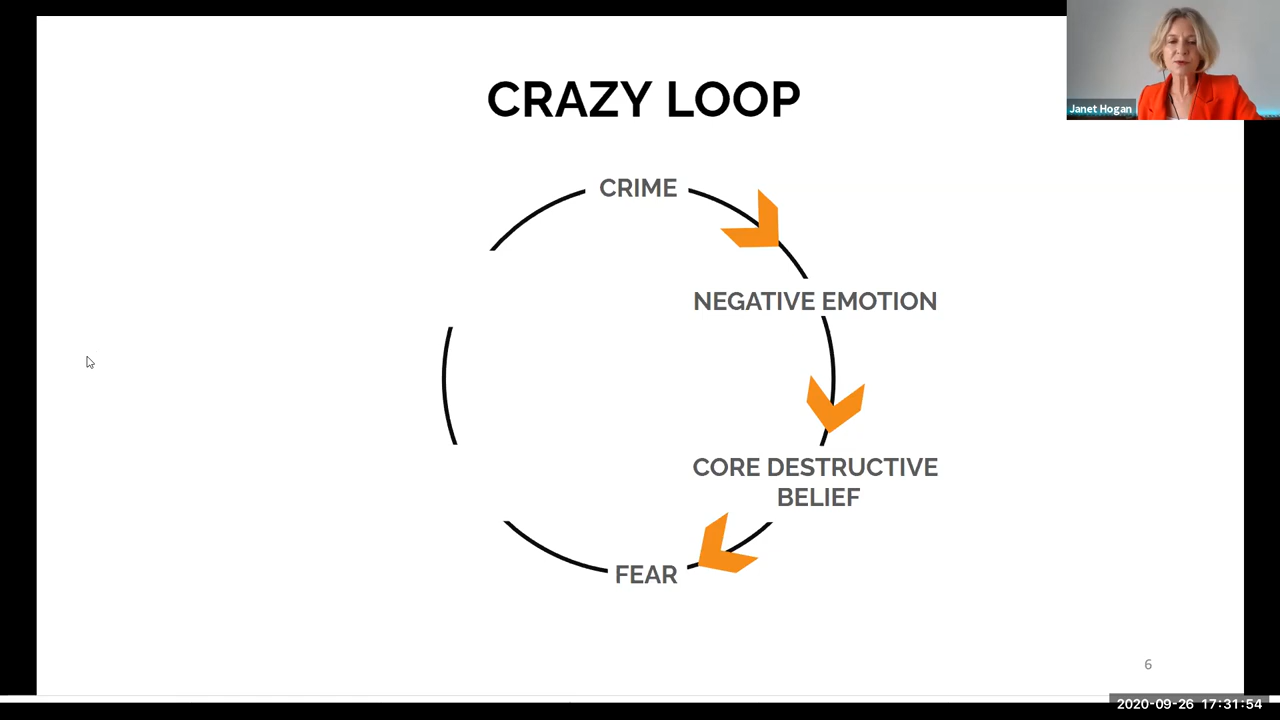 CRAZY LOOP
Janet Hogan
CRIME
NEGATIVE EMOTION
CORE DESTRUCTIVE
BELIEF
FEAR
6
2020-09-26 17:31:54